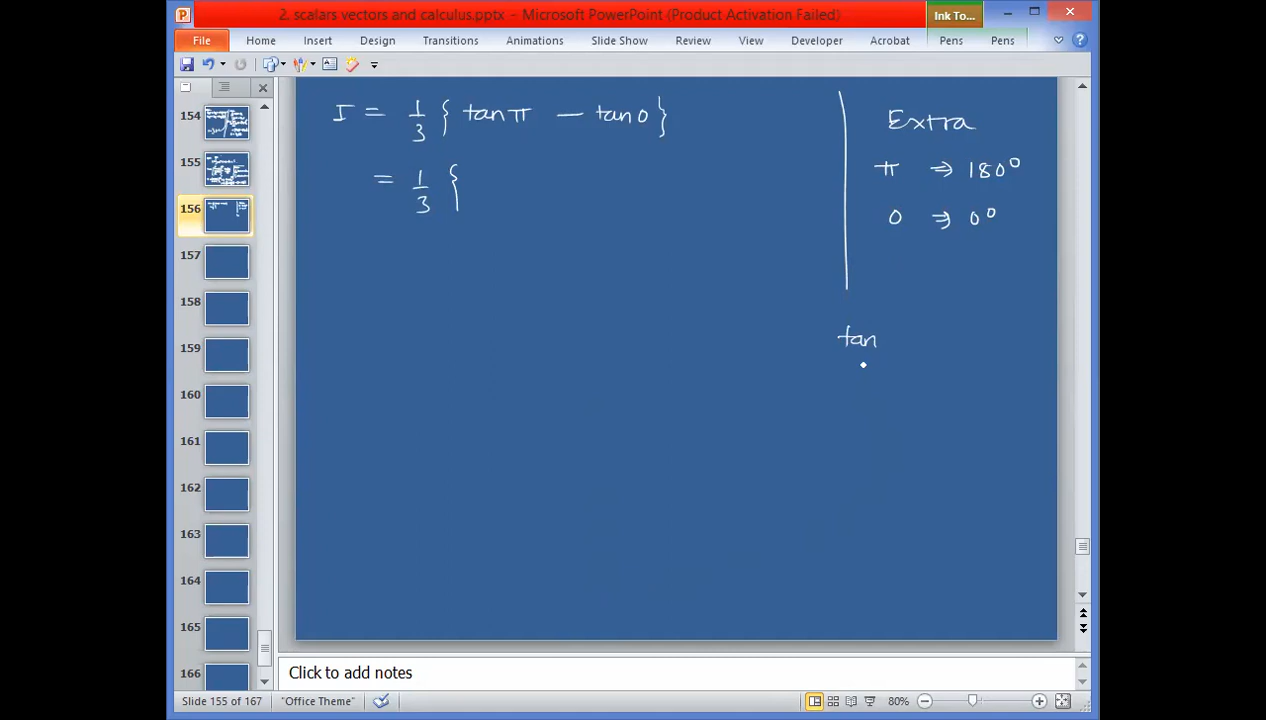 2. scalars vectors and calculus.pptx - Microsoft PowerPoint (Product Activation Failed)
Ink To...
File Home Insert Design Transitions Animations Slide Show Review View Developer Acrobat Pens Pens
154
155
156
157
158
159
160
161
162
163
164
165
166
I = 1/3 { tan π — tan 0 }
= 1/3 {
Extra
π ⇒ 180°
0 ⇒ 0°
tan
Click to add notes
Slide 155 of 167 "Office Theme" 80%